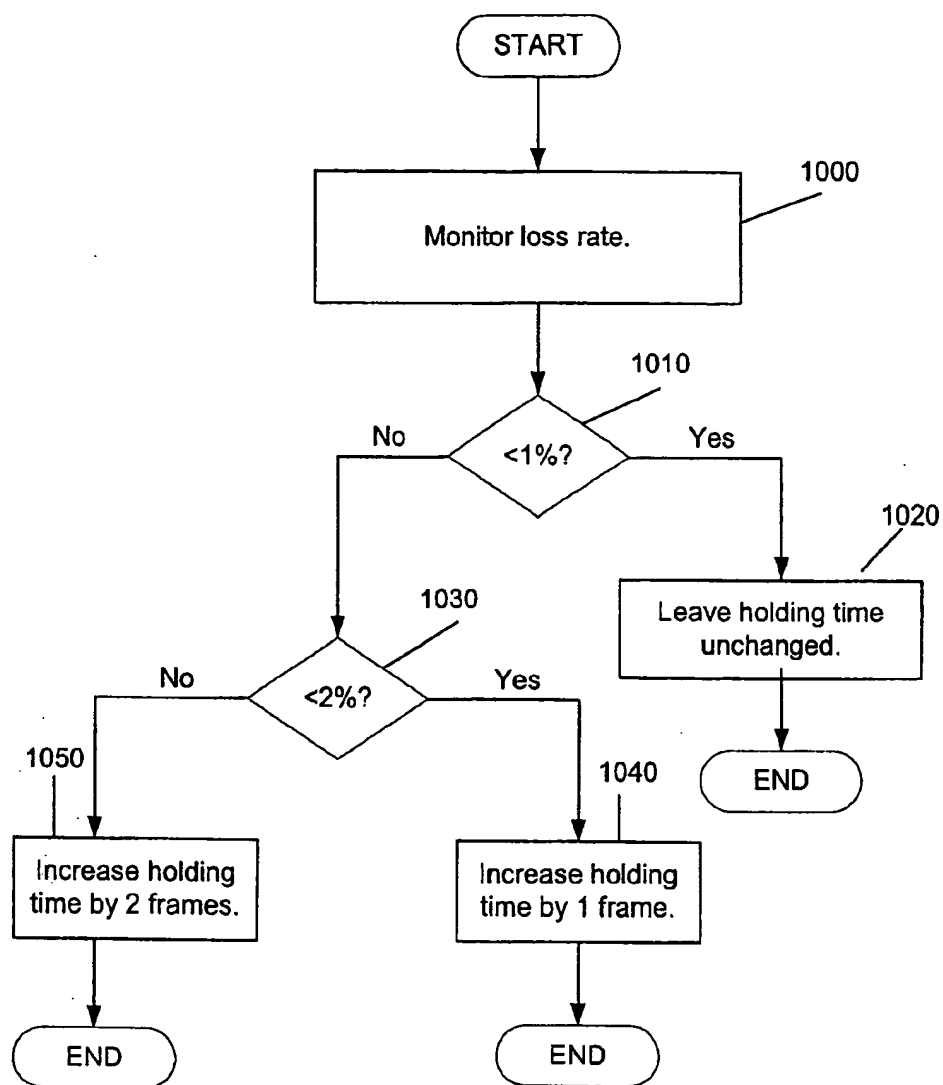 START
1000
Monitor loss rate.
1010
No
<1%?
Yes
1020
Leave holding time
unchanged.
1030
No
<2%?
Yes
END
1050
1040
Increase holding
time by 2 frames.
Increase holding
time by 1 frame.
END
END